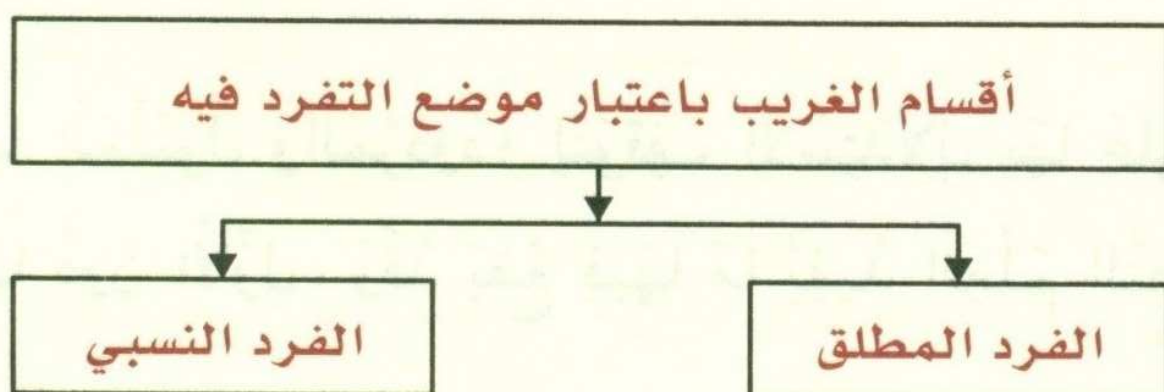 أقسام الغريب باعتبار موضع التفرد فيه
الفرد المطلق
الفرد النسبي